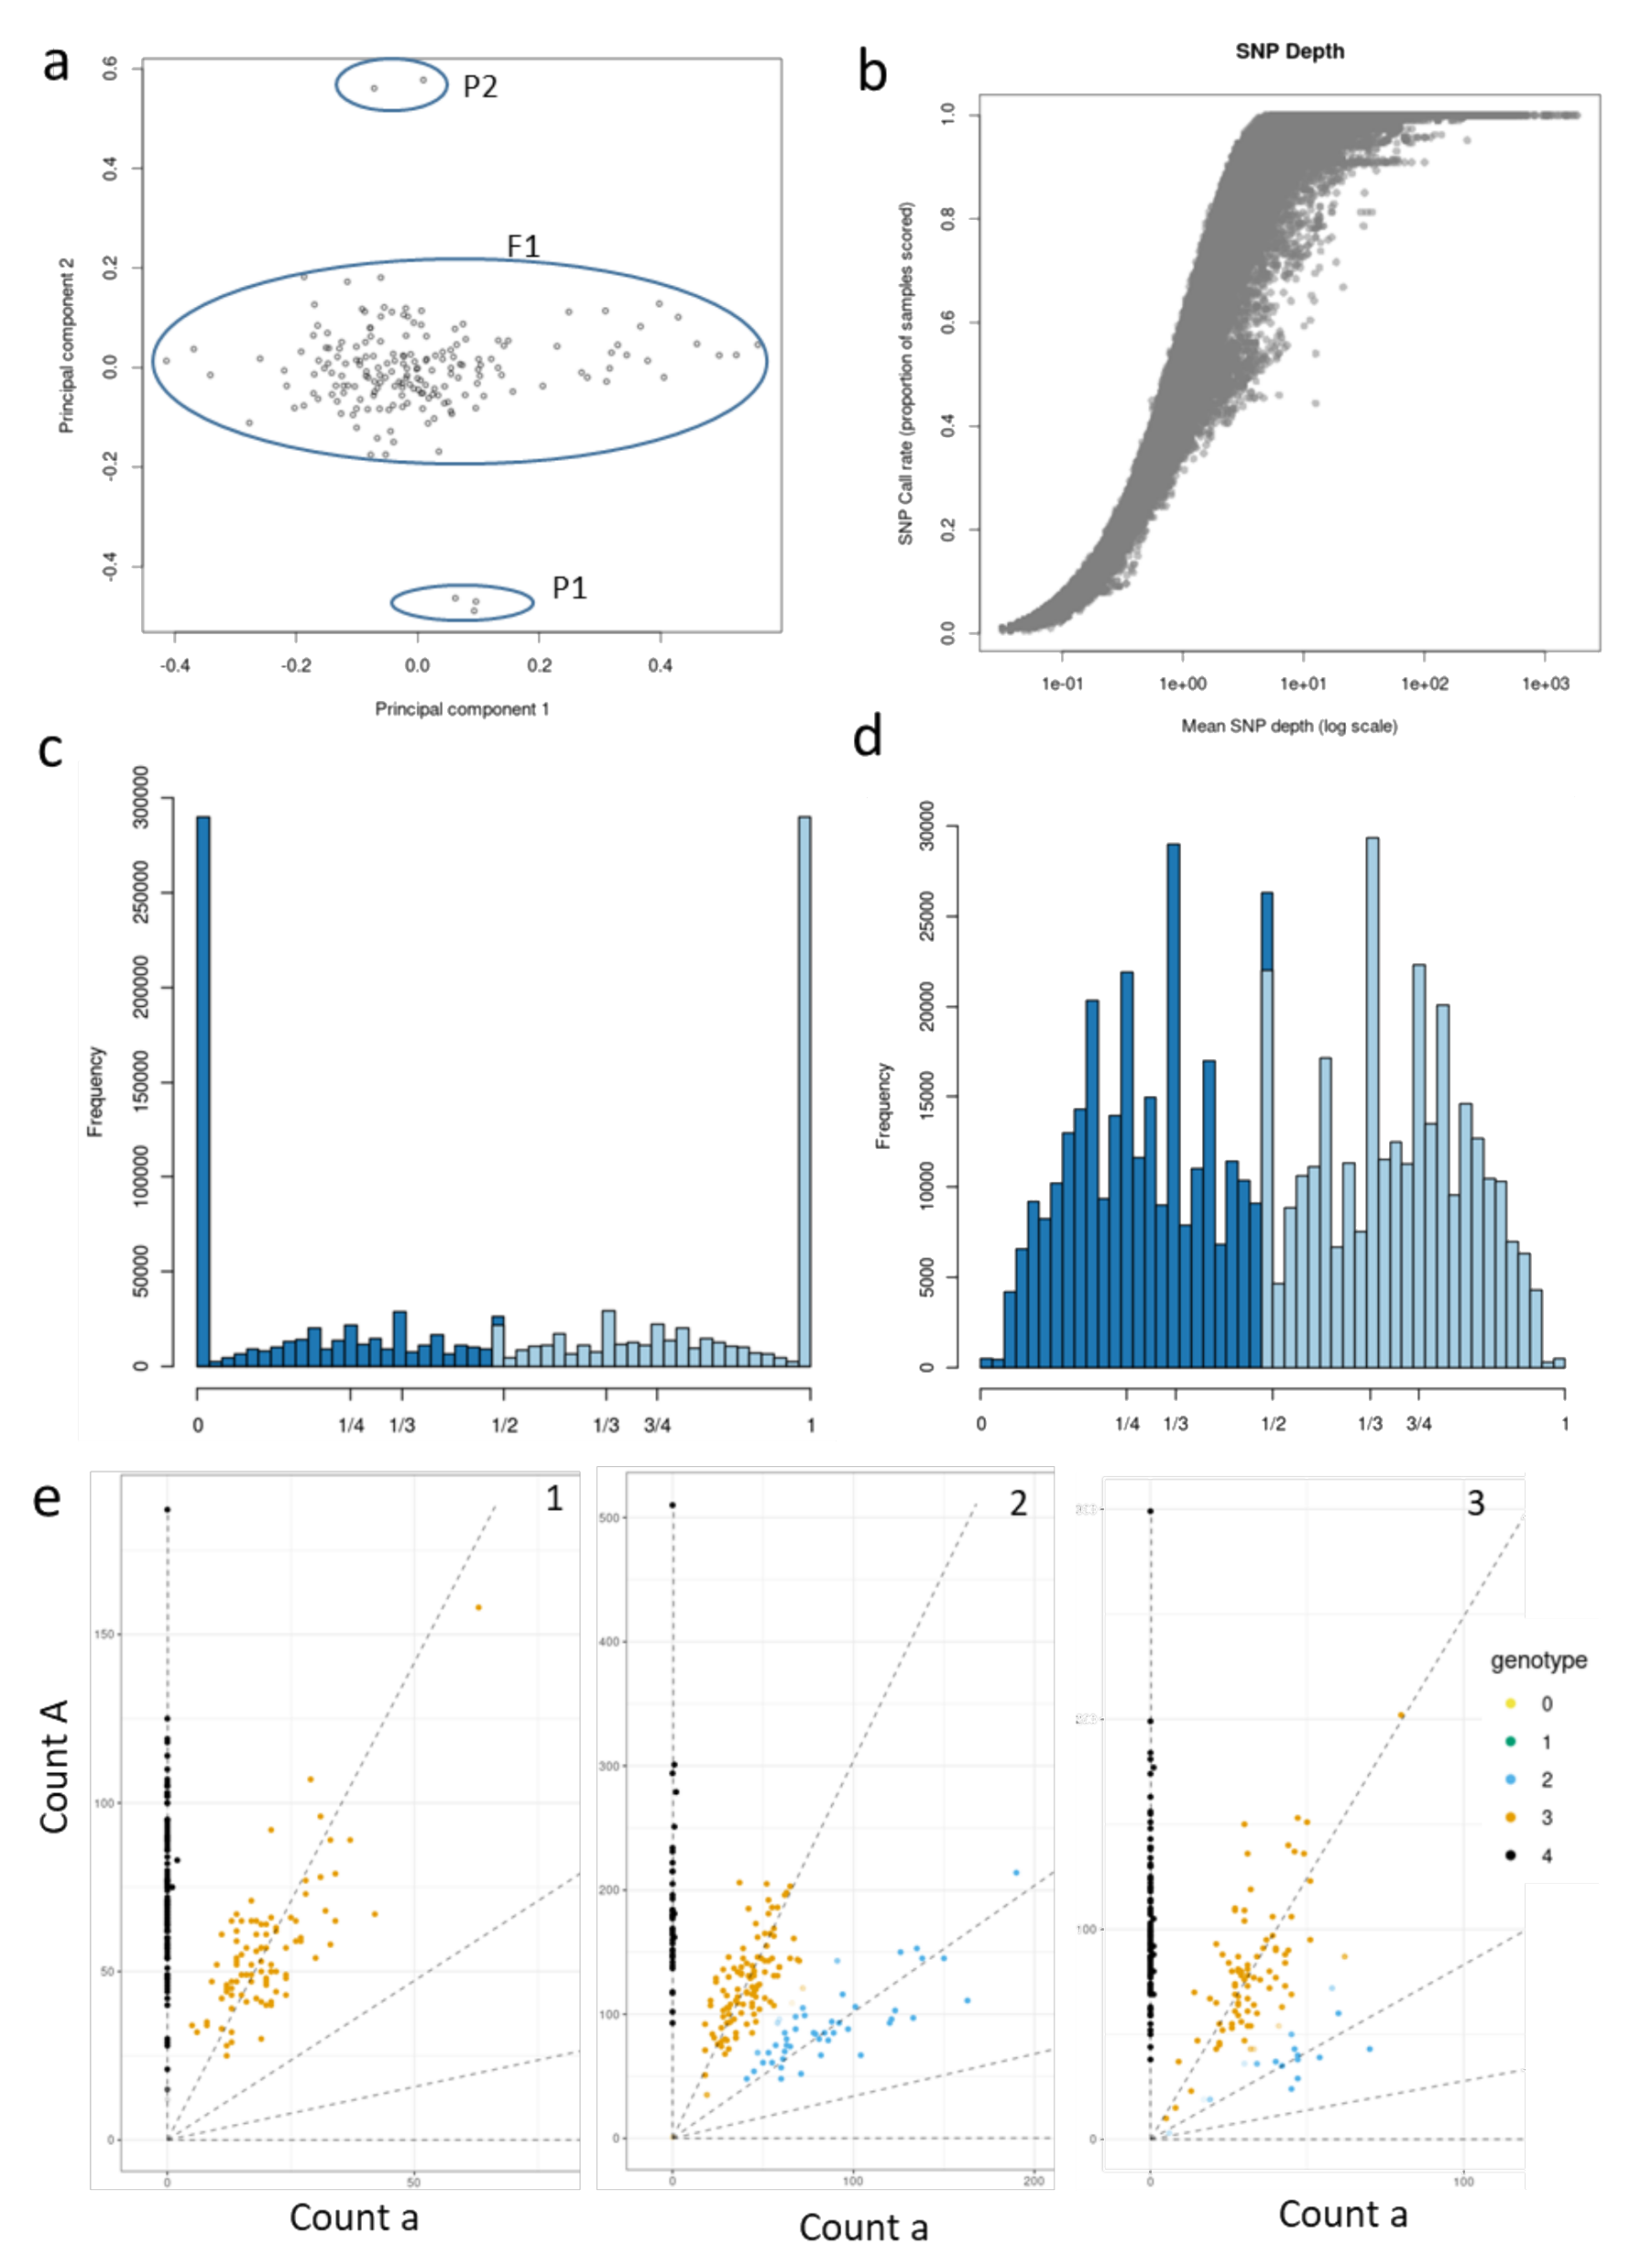 a
P2
F1
P1
0.6
0.4
0.2
0.0
-0.2
-0.4
Principal component 2
-0.4 -0.2 0.0 0.2 0.4
Principal component 1
b
SNP Depth
1.0
0.8
0.6
0.4
0.2
0.0
SNP Call rate (proportion of samples scored)
1e-01 1e+00 1e+01 1e+02 1e+03
Mean SNP depth (log scale)
c
300000
250000
200000
150000
100000
50000
0
Frequency
0 1/4 1/3 1/2 1/3 3/4 1
d
30000
25000
20000
15000
10000
5000
0
Frequency
0 1/4 1/3 1/2 1/3 3/4 1
e
1
150
100
50
0
Count A
0 50
Count a
2
500
400
300
200
100
0
0 100 200
Count a
3
100
0
0 100
Count a
genotype
0
1
2
3
4